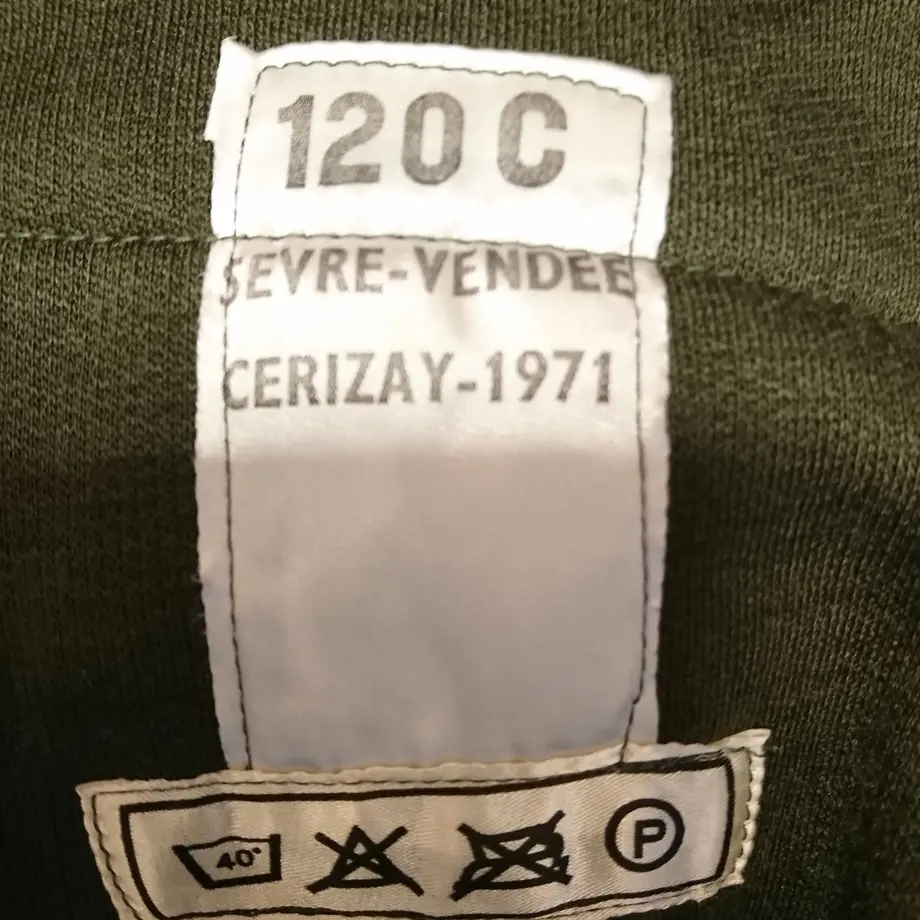 120 C
SEVRE-VENDEE
CERIZAY-1971
40°
P